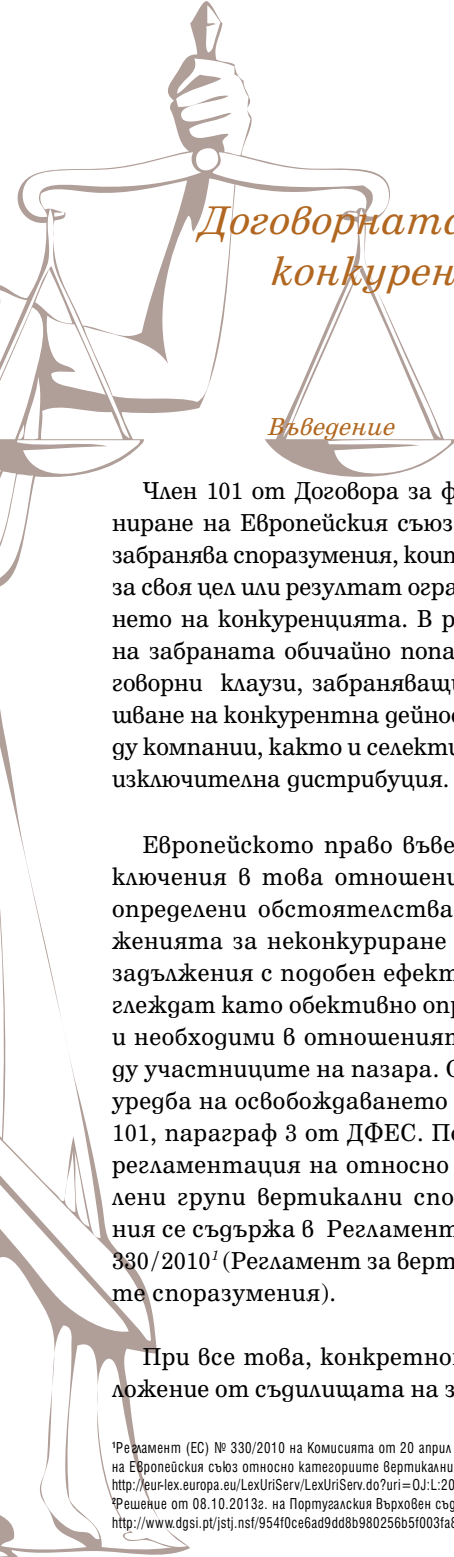 Договорната
конкурен
Въведение
Член 101 от Договора за ф
ниране на Европейския съюз
забранява споразумения, коит
за своя цел или резултат огра
нето на конкуренцията. В р
на забраната обичайно попа
говорни клаузи, забраняващи
шване на конкурентна дейнос
ду компании, както и селекти
изключителна дистрибуция.
Европейското право въве
ключения в това отношени
определени обстоятелства
женията за неконкуриране
задължения с подобен ефект
глеждат като обективно опр
и необходими в отношеният
ду участниците на пазара. О
уредба на освобождаването
101, параграф 3 от ДФЕС. По
регламентация на относно
лени групи вертикални спо
ния се съдържа в Регламент
330/2010¹ (Регламент за верт
те споразумения).
При все това, конкретно
ложение от съдилищата на з
¹Регламент (ЕС) № 330/2010 на Комисията от 20 април
на Европейския съюз относно категориите вертикални
http://eur-lex.europa.eu/LexUriServ/LexUriServ.do?uri=OJ:L:20
²Решение от 08.10.2013г. на Португалския Върховен съд
http://www.dgsi.pt/jstj.nsf/954f0ce6ad9dd8b980256b5f003fa8